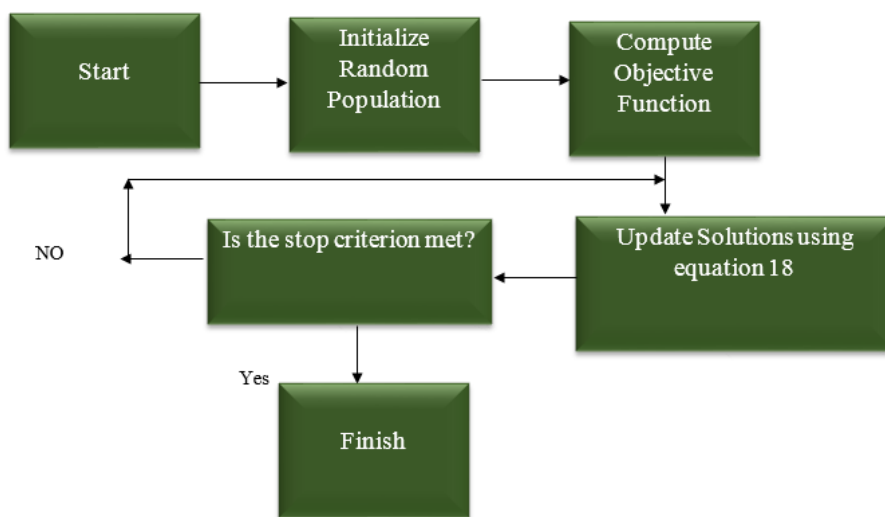 Start
Initialize
Random
Population
Compute
Objective
Function
NO
Is the stop criterion met?
Update Solutions using
equation 18
Yes
Finish